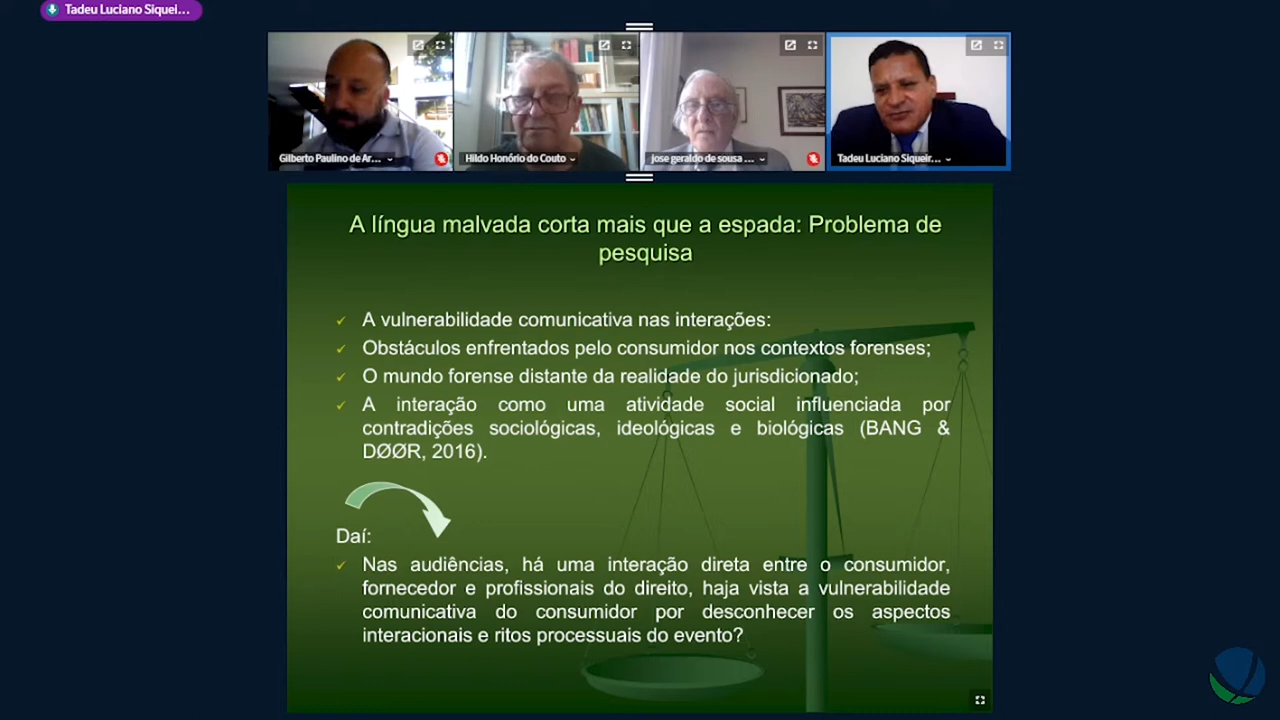 Tadeu Luciano Siquei...
Gilberto Paulino de Ar...
Hildo Honório do Couto
jose geraldo de sousa ...
Tadeu Luciano Siqueir...
A língua malvada corta mais que a espada: Problema de
pesquisa
A vulnerabilidade comunicativa nas interações:
Obstáculos enfrentados pelo consumidor nos contextos forenses;
O mundo forense distante da realidade do jurisdicionado;
A interação como uma atividade social influenciada por
contradições sociológicas, ideológicas e biológicas (BANG &
DØØR, 2016).
Daí:
Nas audiências, há uma interação direta entre o consumidor,
fornecedor e profissionais do direito, haja vista a vulnerabilidade
comunicativa do consumidor por desconhecer os aspectos
interacionais e ritos processuais do evento?